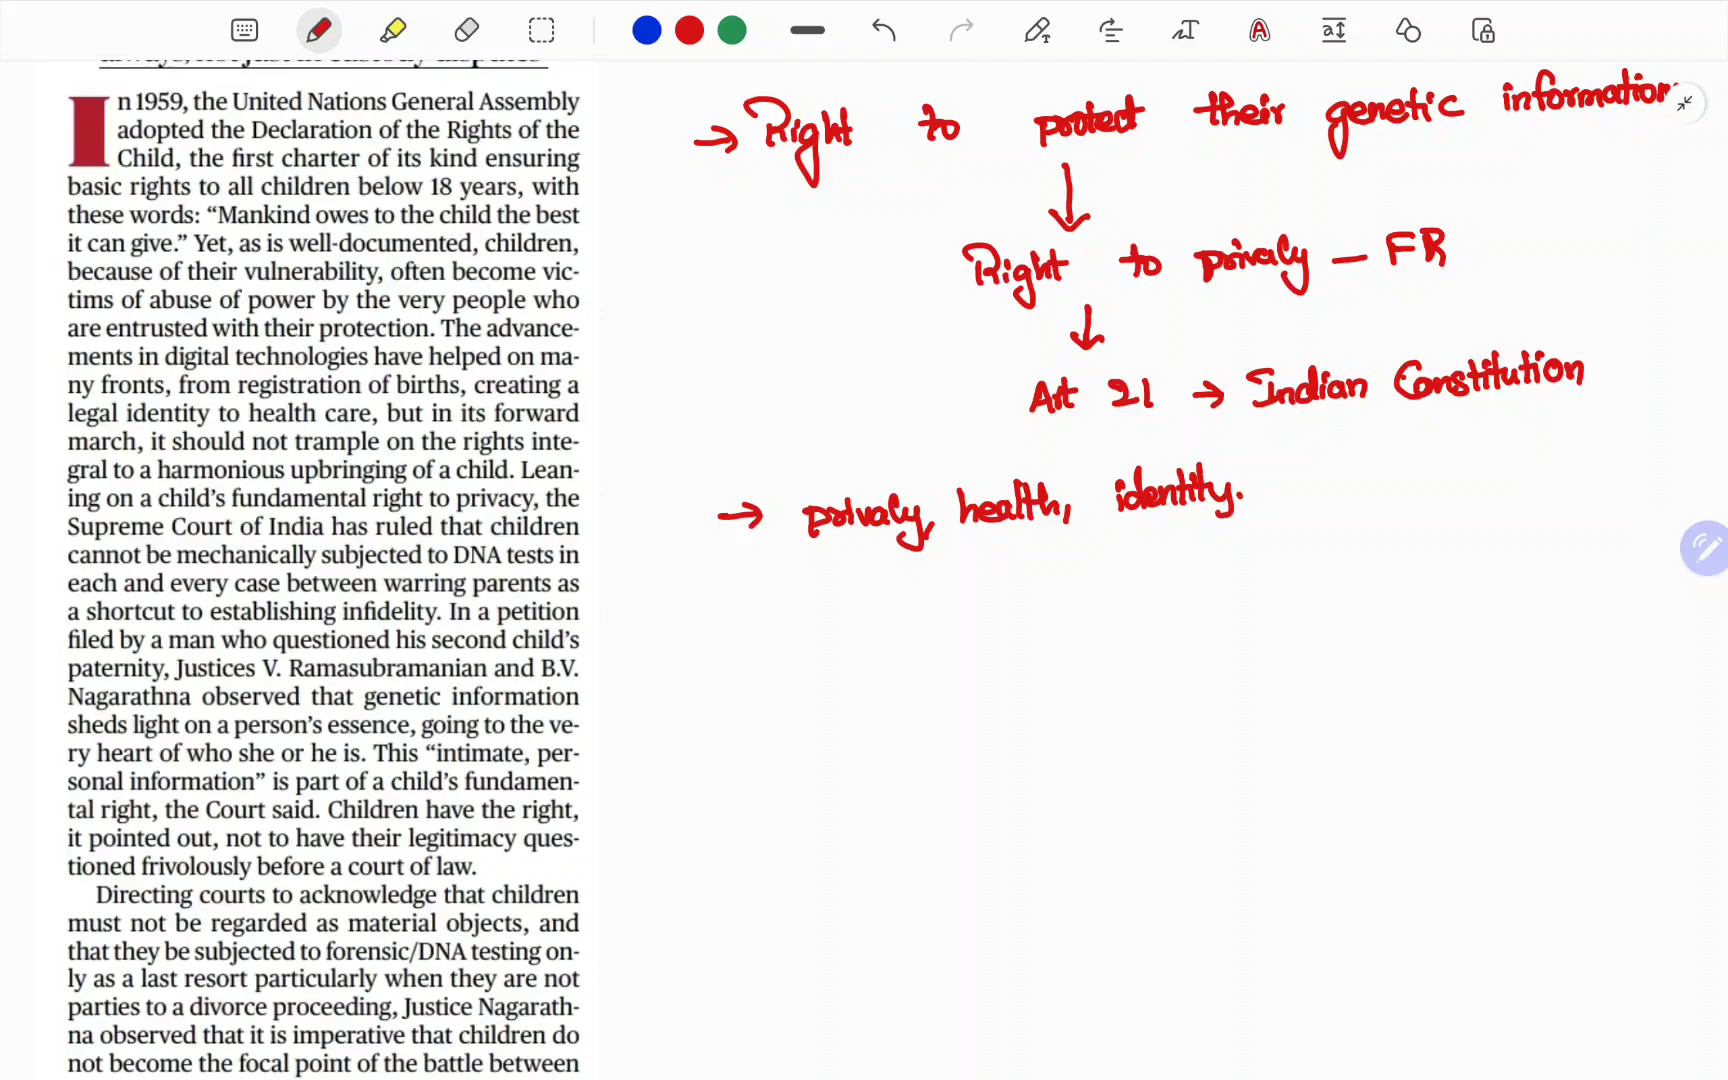 In 1959, the United Nations General Assembly
adopted the Declaration of the Rights of the
Child, the first charter of its kind ensuring
basic rights to all children below 18 years, with
these words: “Mankind owes to the child the best
it can give.” Yet, as is well-documented, children,
because of their vulnerability, often become vic-
tims of abuse of power by the very people who
are entrusted with their protection. The advance-
ments in digital technologies have helped on ma-
ny fronts, from registration of births, creating a
legal identity to health care, but in its forward
march, it should not trample on the rights inte-
gral to a harmonious upbringing of a child. Lean-
ing on a child’s fundamental right to privacy, the
Supreme Court of India has ruled that children
cannot be mechanically subjected to DNA tests in
each and every case between warring parents as
a shortcut to establishing infidelity. In a petition
filed by a man who questioned his second child’s
paternity, Justices V. Ramasubramanian and B.V.
Nagarathna observed that genetic information
sheds light on a person’s essence, going to the ve-
ry heart of who she or he is. This “intimate, per-
sonal information” is part of a child’s fundamen-
tal right, the Court said. Children have the right,
it pointed out, not to have their legitimacy ques-
tioned frivolously before a court of law.
Directing courts to acknowledge that children
must not be regarded as material objects, and
that they be subjected to forensic/DNA testing on-
ly as a last resort particularly when they are not
parties to a divorce proceeding, Justice Nagarath-
na observed that it is imperative that children do
not become the focal point of the battle between
→ Right to protect their genetic information
↓
Right to privacy – FR
↓
Art 21 → Indian Constitution
→ privacy, health, identity.